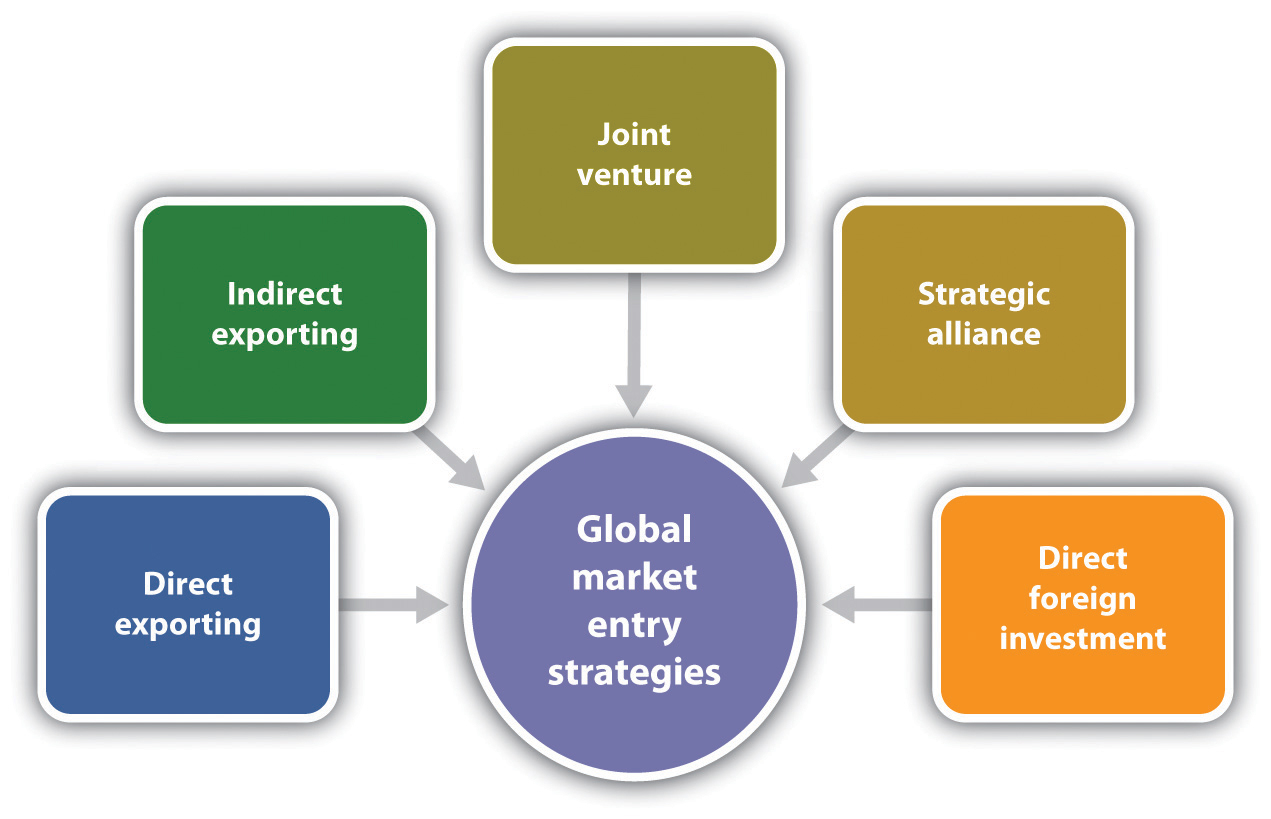 Joint
venture
Indirect
exporting
Strategic
alliance
Direct
exporting
Global
market
entry
strategies
Direct
foreign
investment